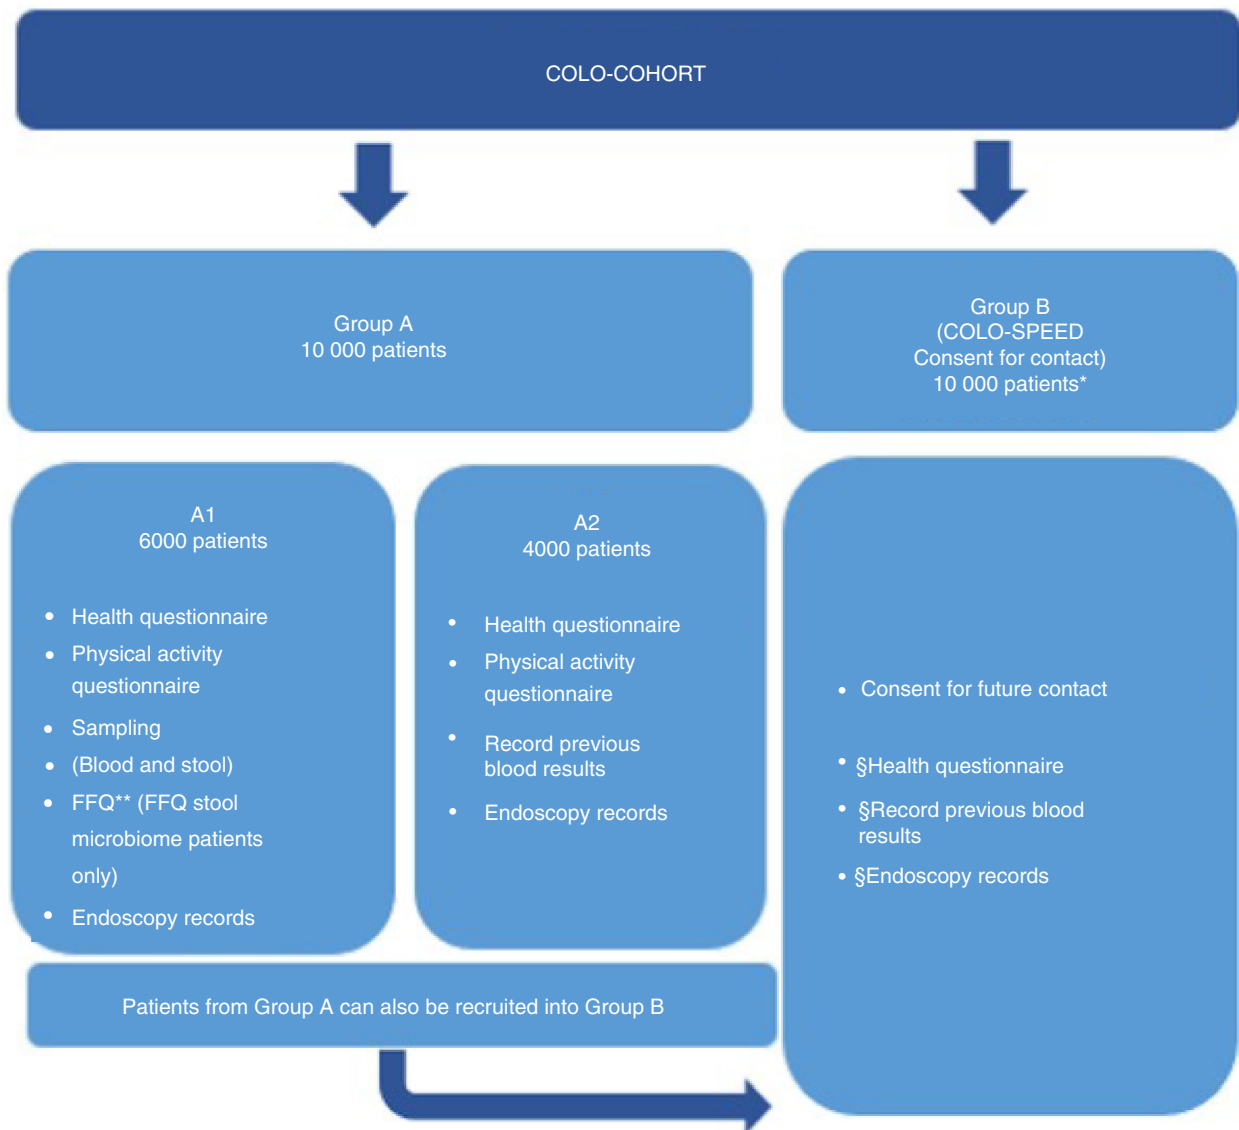 COLO-COHORT
Group A
10 000 patients
Group B
(COLO-SPEED
Consent for contact)
10 000 patients*
A1
6000 patients
• Health questionnaire
• Physical activity
questionnaire
• Sampling
• (Blood and stool)
• FFQ** (FFQ stool
microbiome patients
only)
• Endoscopy records
A2
4000 patients
• Health questionnaire
• Physical activity
questionnaire
• Record previous
blood results
• Endoscopy records
• Consent for future contact
• §Health questionnaire
• §Record previous blood
results
• §Endoscopy records
Patients from Group A can also be recruited into Group B